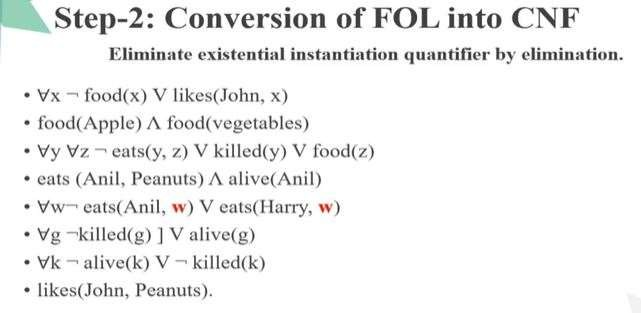 Step-2: Conversion of FOL into CNF
Eliminate existential instantiation quantifier by elimination.
• ∀x ¬ food(x) V likes(John, x)
• food(Apple) Λ food(vegetables)
• ∀y ∀z ¬ eats(y, z) V killed(y) V food(z)
• eats (Anil, Peanuts) Λ alive(Anil)
• ∀w¬ eats(Anil, w) V eats(Harry, w)
• ∀g ¬killed(g) ] V alive(g)
• ∀k ¬ alive(k) V ¬ killed(k)
• likes(John, Peanuts).